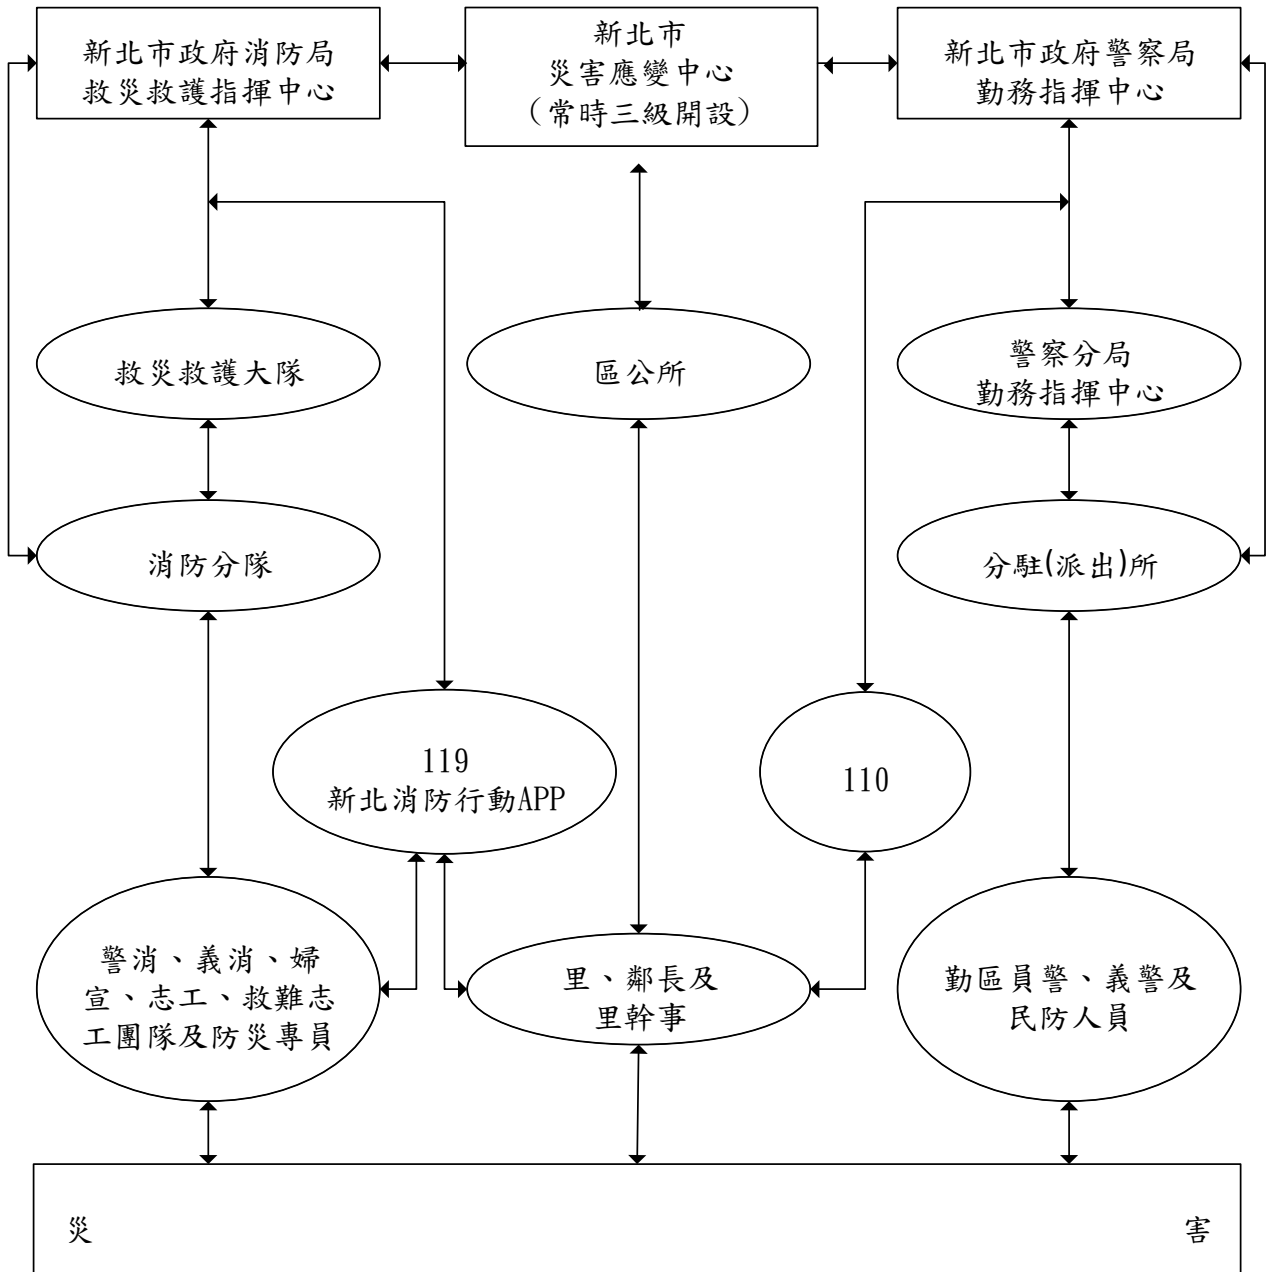 新北市政府消防局
救災救護指揮中心
新北市
災害應變中心
（常時三級開設）
新北市政府警察局
勤務指揮中心
救災救護大隊
區公所
警察分局
勤務指揮中心
消防分隊
分駐(派出)所
119
新北消防行動APP
110
警消、義消、婦
宣、志工、救難志
工團隊及防災專員
里、鄰長及
里幹事
勤區員警、義警及
民防人員
災 害